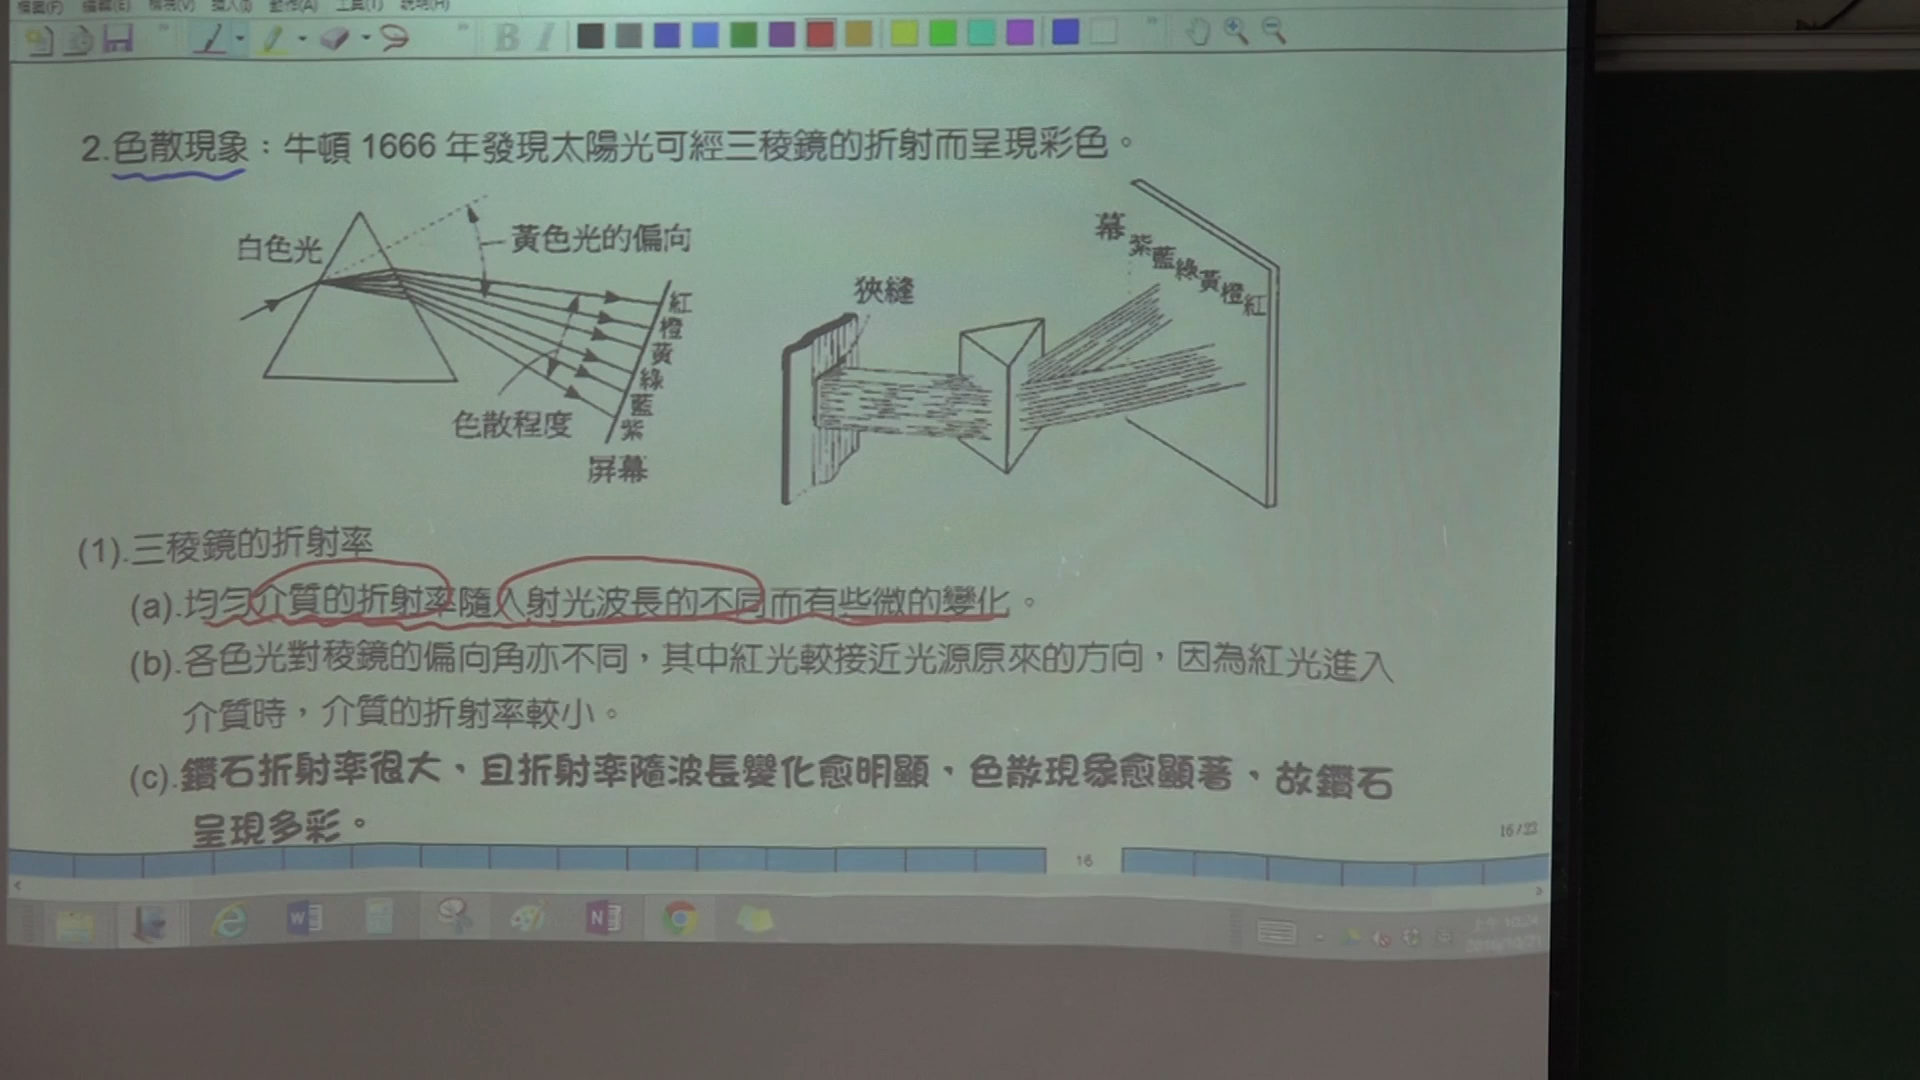 2.色散現象：牛頓 1666 年發現太陽光可經三稜鏡的折射而呈現彩色。
白色光
黃色光的偏向
紅
橙
黃
綠
藍
紫
色散程度
屏幕
狹縫
幕
紫藍綠黃橙紅
(1).三稜鏡的折射率
(a).均勻介質的折射率隨入射光波長的不同而有些微的變化。
(b).各色光對稜鏡的偏向角亦不同，其中紅光較接近光源原來的方向，因為紅光進入
介質時，介質的折射率較小。
(c).鑽石折射率很大、且折射率隨波長變化愈明顯、色散現象愈顯著、故鑽石
呈現多彩。
16/22
16